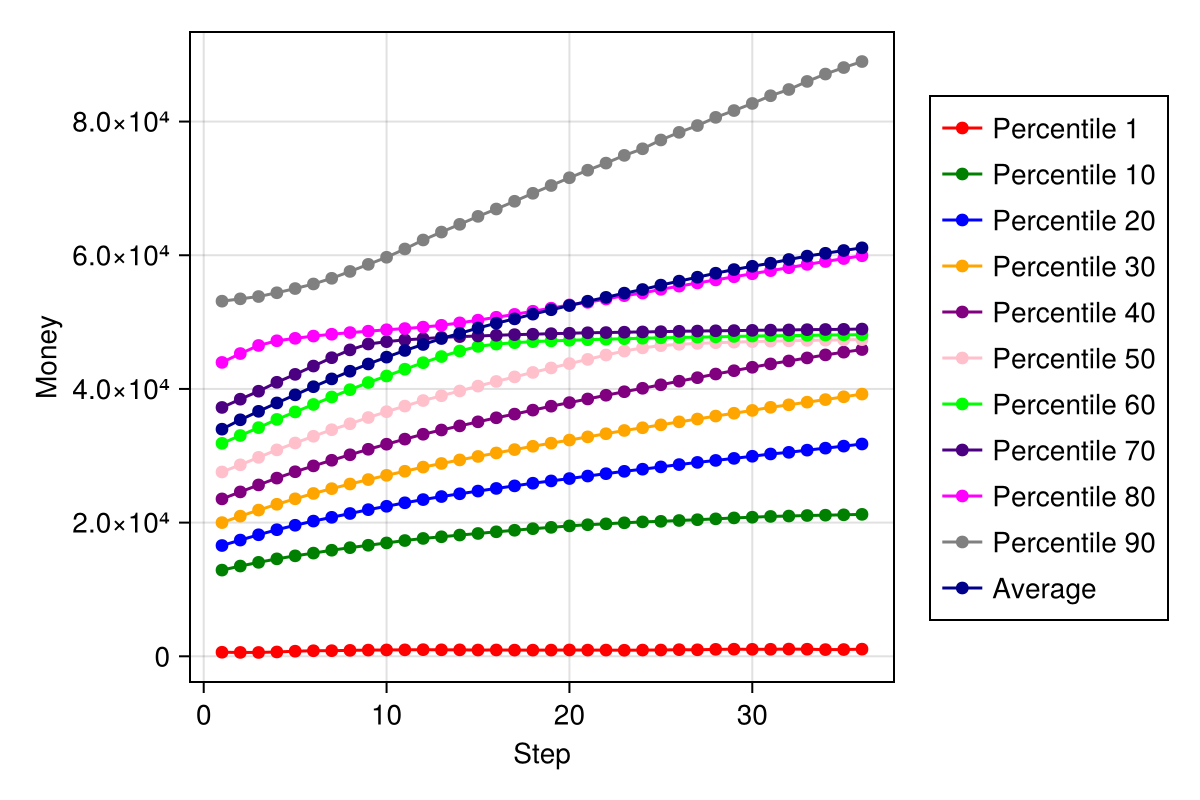 Money
8.0×10⁴
6.0×10⁴
4.0×10⁴
2.0×10⁴
0
0 10 20 30
Step
Percentile 1
Percentile 10
Percentile 20
Percentile 30
Percentile 40
Percentile 50
Percentile 60
Percentile 70
Percentile 80
Percentile 90
Average